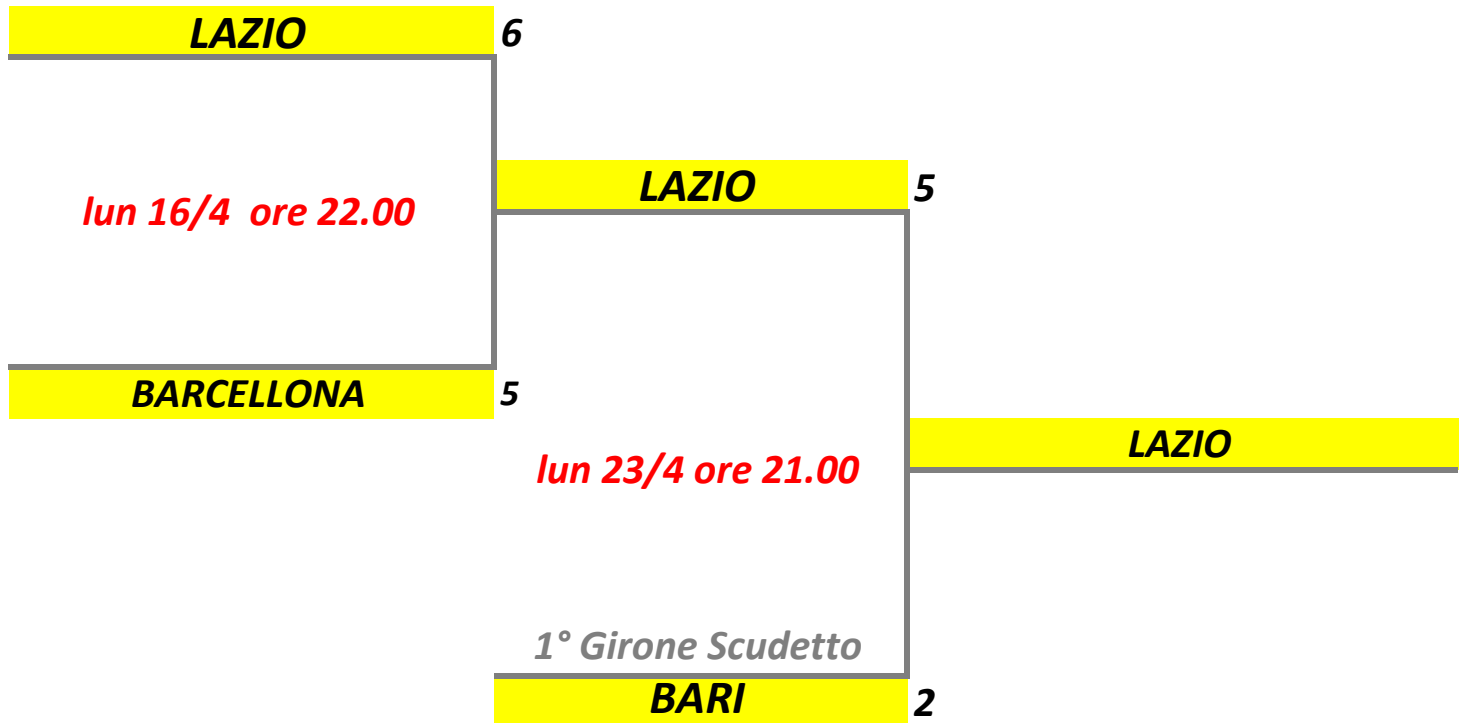 LAZIO 6
LAZIO 5
lun 16/4 ore 22.00
BARCELLONA 5
LAZIO
lun 23/4 ore 21.00
1° Girone Scudetto
BARI 2